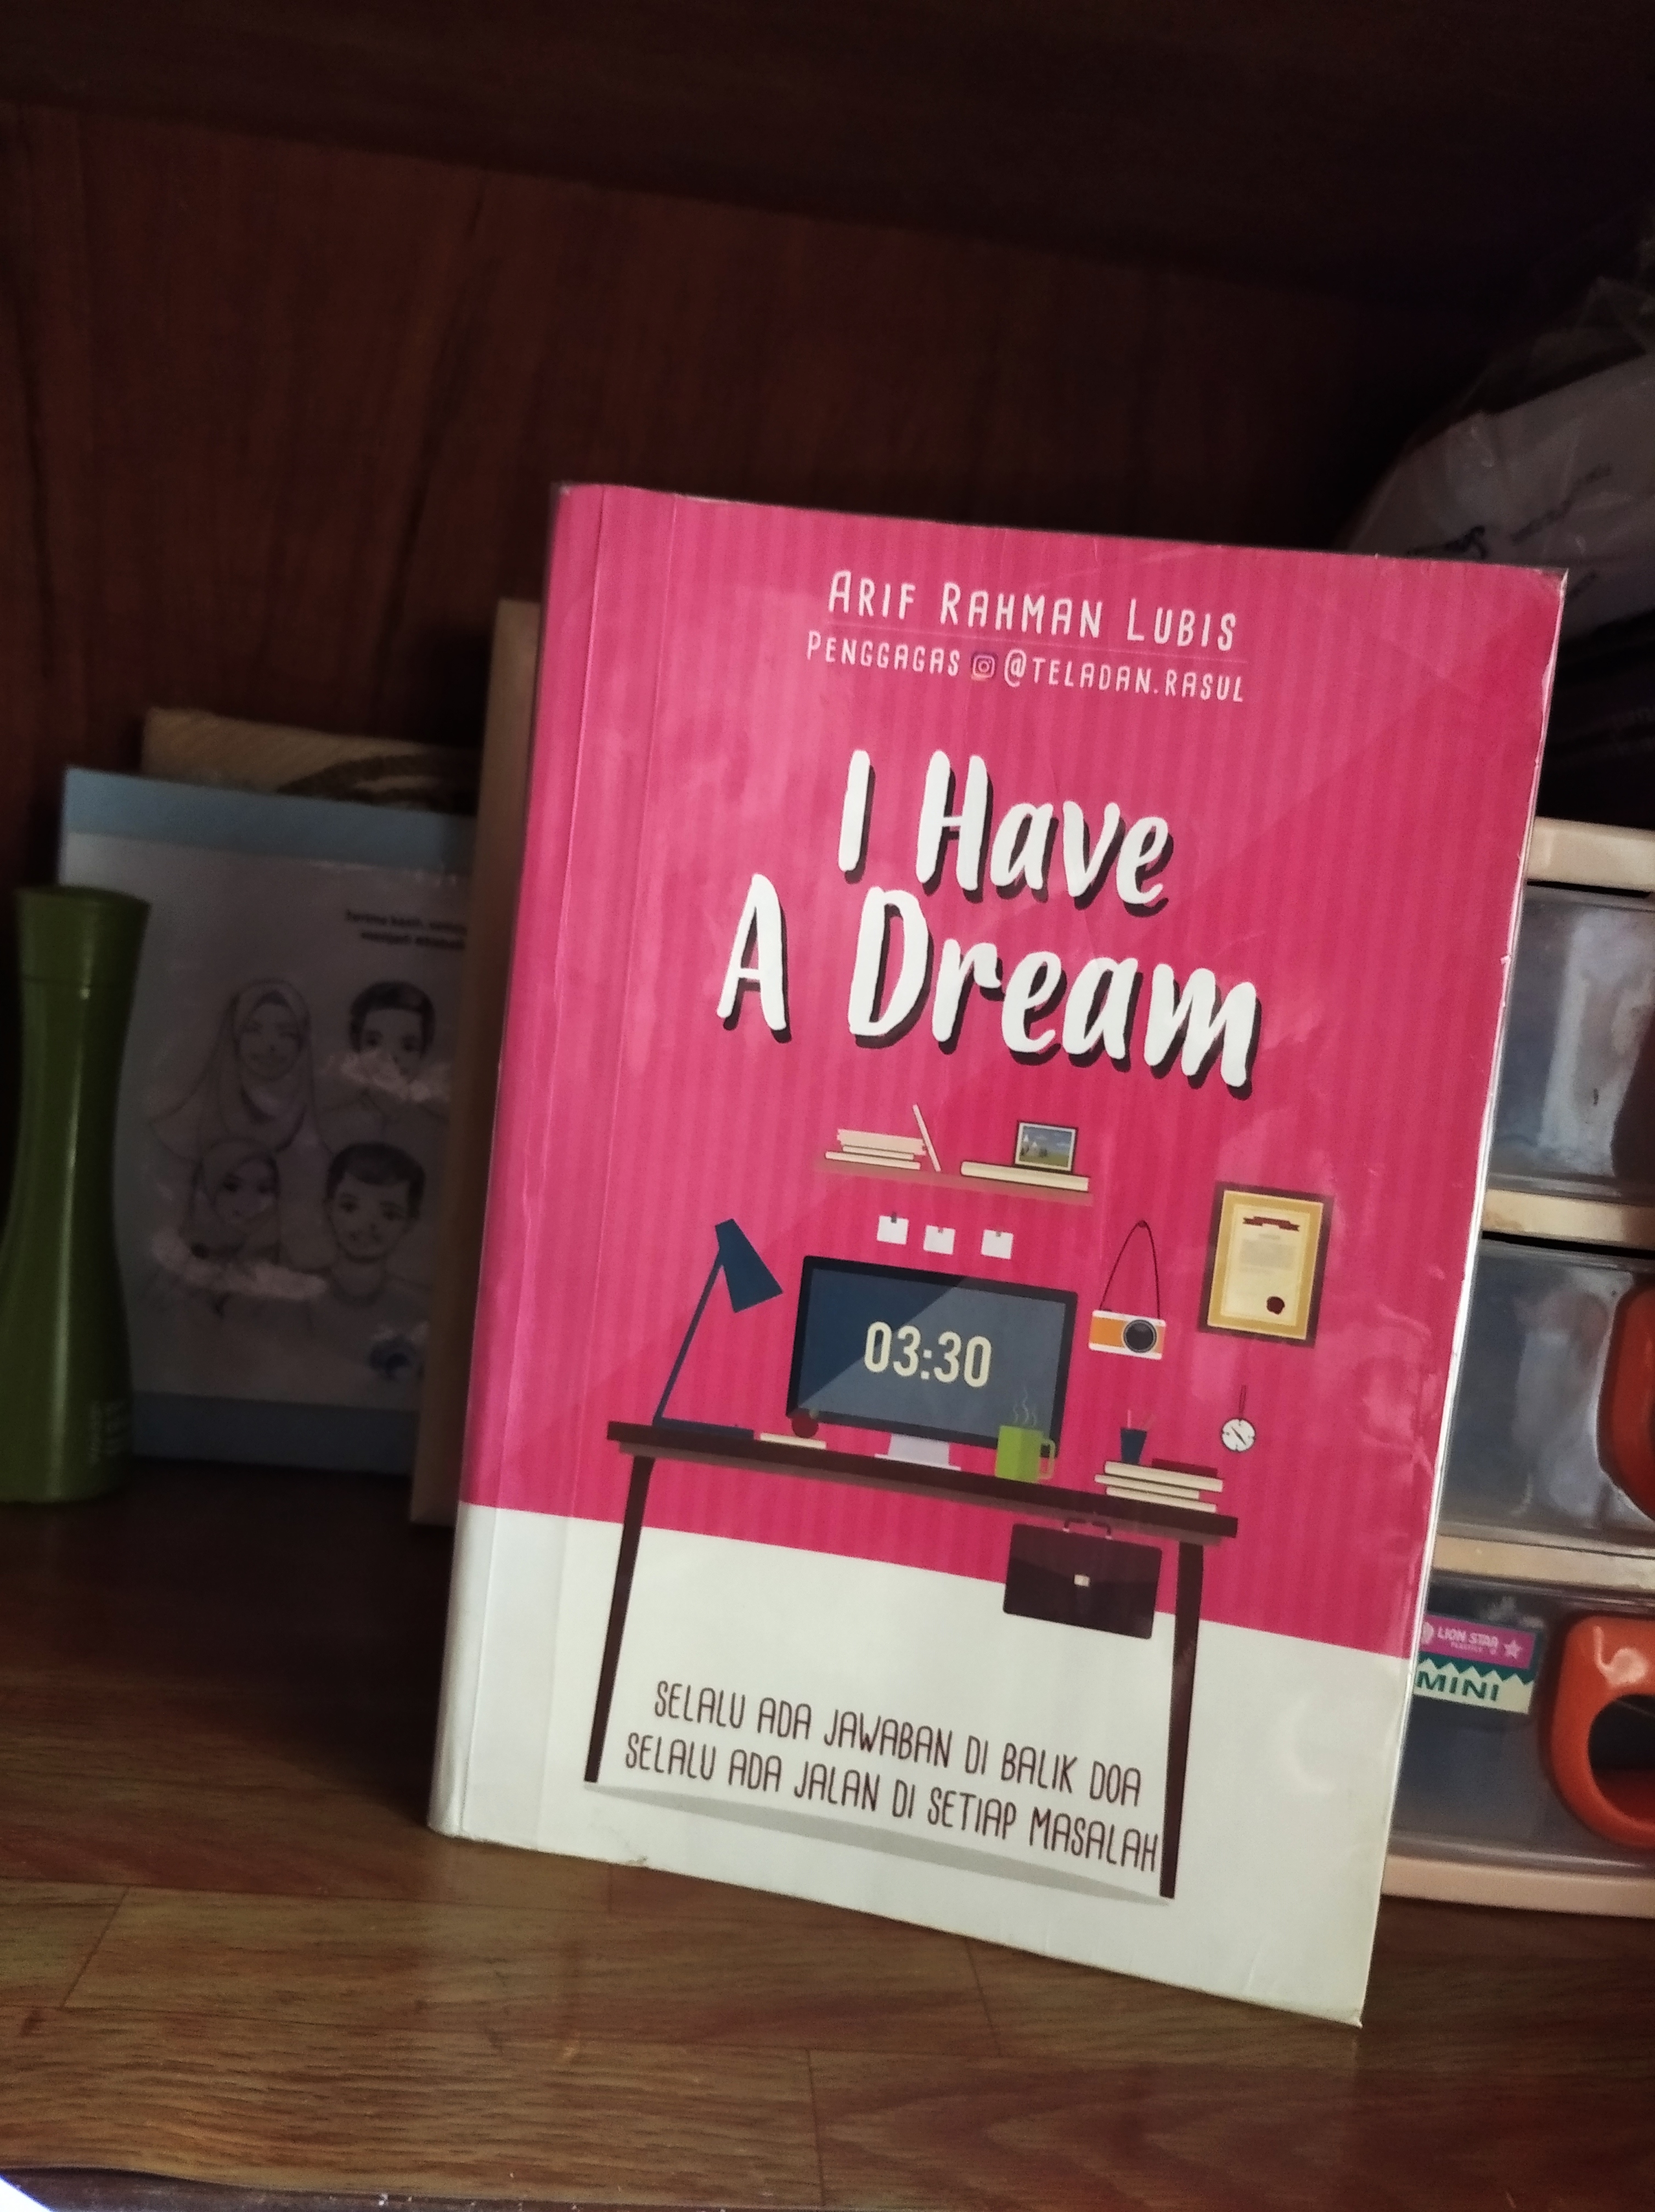 ARIF RAHMAN LUBIS
PENGGAGAS @TELADAN.RASUL
I Have
A Dream
03:30
SELALU ADA JAWABAN DI BALIK DOA
SELALU ADA JALAN DI SETIAP MASALAH
LION STAR
MINI